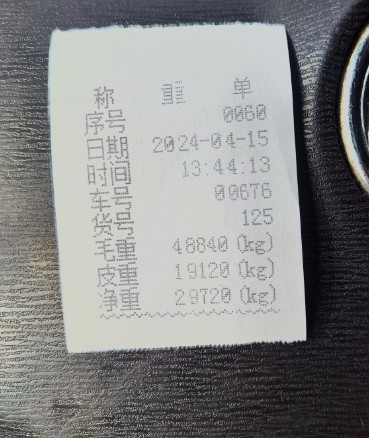 称 重 单
序号 0060
日期 2024-04-15
时间 13:44:13
车号 00676
货号 125
毛重 48840(kg)
皮重 19120(kg)
净重 29720(kg)